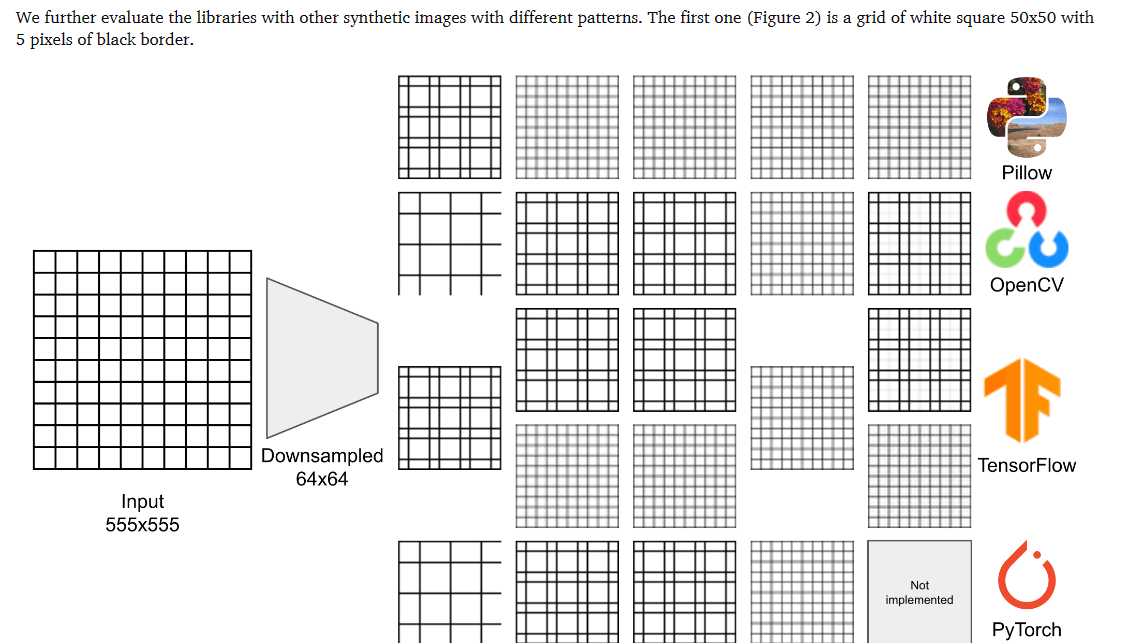 We further evaluate the libraries with other synthetic images with different patterns. The first one (Figure 2) is a grid of white square 50x50 with
5 pixels of black border.
Pillow
OpenCV
Downsampled
64x64
TensorFlow
Input
555x555
Not
implemented
PyTorch